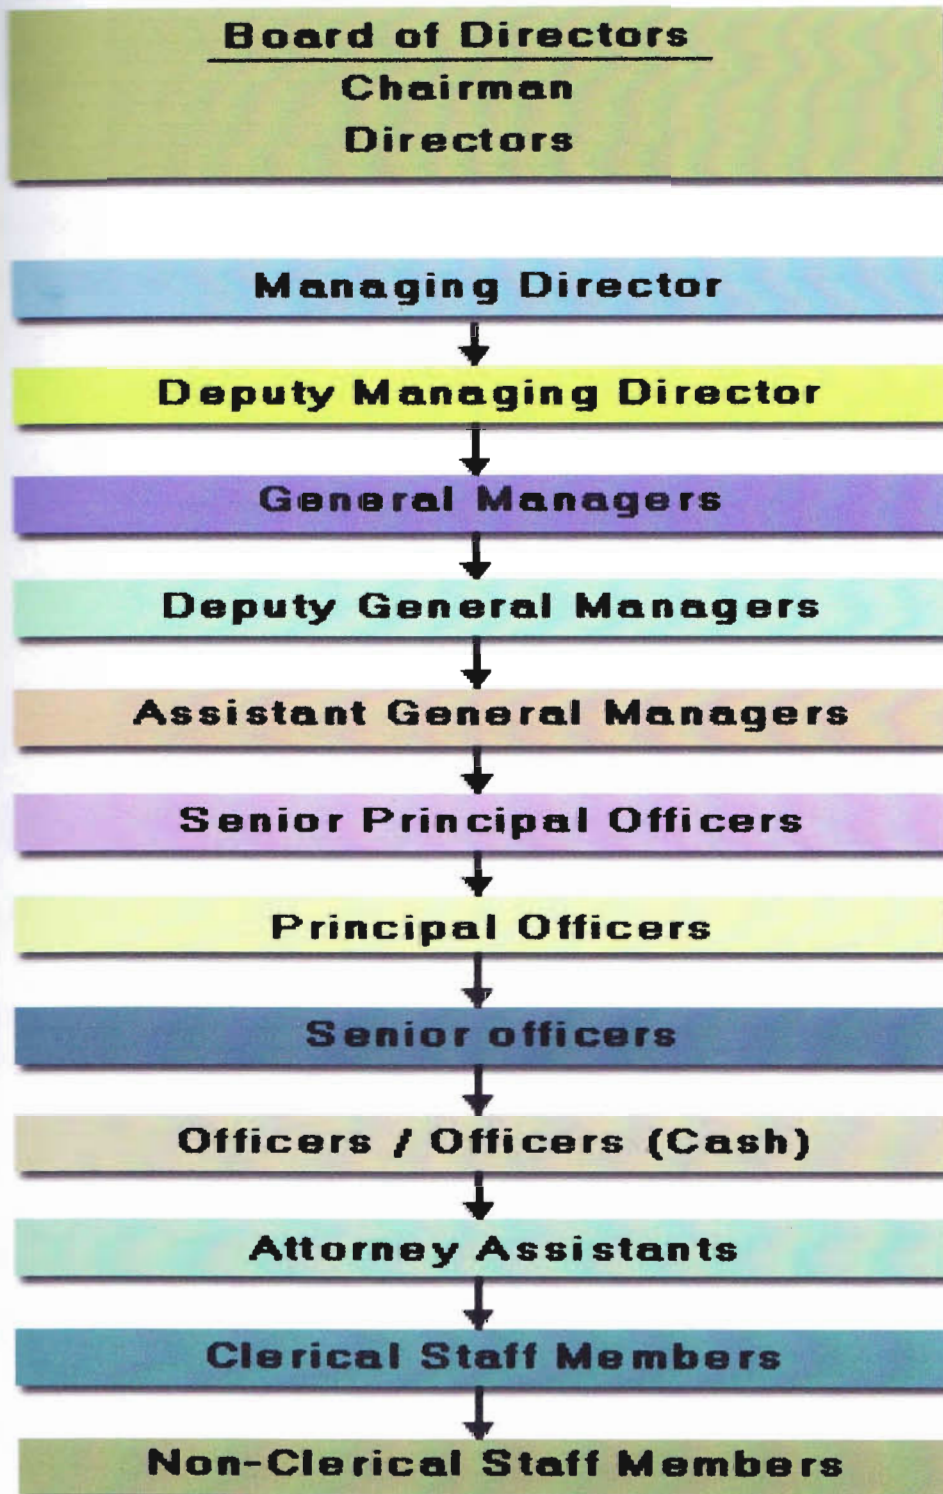 Board of Directors
Chairman
Directors
Managing Director
Deputy Managing Director
General Managers
Deputy General Managers
Assistant General Managers
Senior Principal Officers
Principal Officers
Senior officers
Officers / Officers (Cash)
Attorney Assistants
Clerical Staff Members
Non-Clerical Staff Members